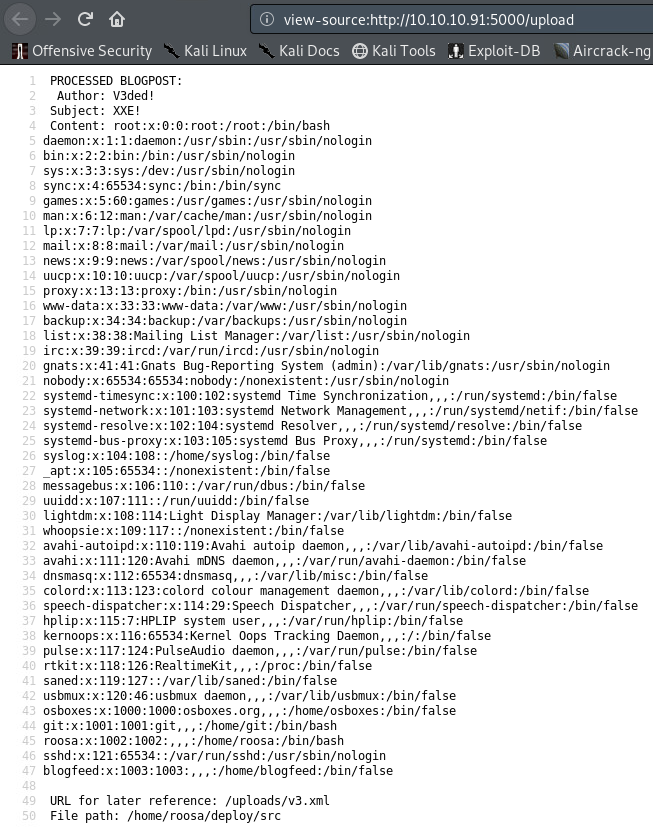 view-source:http://10.10.10.91:5000/upload
Offensive Security Kali Linux Kali Docs Kali Tools Exploit-DB Aircrack-ng
1 PROCESSED BLOGPOST:
2 Author: V3ded!
3 Subject: XXE!
4 Content: root:x:0:0:root:/root:/bin/bash
5 daemon:x:1:1:daemon:/usr/sbin:/usr/sbin/nologin
6 bin:x:2:2:bin:/bin:/usr/sbin/nologin
7 sys:x:3:3:sys:/dev:/usr/sbin/nologin
8 sync:x:4:65534:sync:/bin:/bin/sync
9 games:x:5:60:games:/usr/games:/usr/sbin/nologin
10 man:x:6:12:man:/var/cache/man:/usr/sbin/nologin
11 lp:x:7:7:lp:/var/spool/lpd:/usr/sbin/nologin
12 mail:x:8:8:mail:/var/mail:/usr/sbin/nologin
13 news:x:9:9:news:/var/spool/news:/usr/sbin/nologin
14 uucp:x:10:10:uucp:/var/spool/uucp:/usr/sbin/nologin
15 proxy:x:13:13:proxy:/bin:/usr/sbin/nologin
16 www-data:x:33:33:www-data:/var/www:/usr/sbin/nologin
17 backup:x:34:34:backup:/var/backups:/usr/sbin/nologin
18 list:x:38:38:Mailing List Manager:/var/list:/usr/sbin/nologin
19 irc:x:39:39:ircd:/var/run/ircd:/usr/sbin/nologin
20 gnats:x:41:41:Gnats Bug-Reporting System (admin):/var/lib/gnats:/usr/sbin/nologin
21 nobody:x:65534:65534:nobody:/nonexistent:/usr/sbin/nologin
22 systemd-timesync:x:100:102:systemd Time Synchronization,,,:/run/systemd:/bin/false
23 systemd-network:x:101:103:systemd Network Management,,,:/run/systemd/netif:/bin/false
24 systemd-resolve:x:102:104:systemd Resolver,,,:/run/systemd/resolve:/bin/false
25 systemd-bus-proxy:x:103:105:systemd Bus Proxy,,,:/run/systemd:/bin/false
26 syslog:x:104:108::/home/syslog:/bin/false
27 _apt:x:105:65534::/nonexistent:/bin/false
28 messagebus:x:106:110::/var/run/dbus:/bin/false
29 uuidd:x:107:111::/run/uuidd:/bin/false
30 lightdm:x:108:114:Light Display Manager:/var/lib/lightdm:/bin/false
31 whoopsie:x:109:117::/nonexistent:/bin/false
32 avahi-autoipd:x:110:119:Avahi autoip daemon,,,:/var/lib/avahi-autoipd:/bin/false
33 avahi:x:111:120:Avahi mDNS daemon,,,:/var/run/avahi-daemon:/bin/false
34 dnsmasq:x:112:65534:dnsmasq,,,:/var/lib/misc:/bin/false
35 colord:x:113:123:colord colour management daemon,,,:/var/lib/colord:/bin/false
36 speech-dispatcher:x:114:29:Speech Dispatcher,,,:/var/run/speech-dispatcher:/bin/false
37 hplip:x:115:7:HPLIP system user,,,:/var/run/hplip:/bin/false
38 kernoops:x:116:65534:Kernel Oops Tracking Daemon,,,:/:/bin/false
39 pulse:x:117:124:PulseAudio daemon,,,:/var/run/pulse:/bin/false
40 rtkit:x:118:126:RealtimeKit,,,:/proc:/bin/false
41 saned:x:119:127::/var/lib/saned:/bin/false
42 usbmux:x:120:46:usbmux daemon,,,:/var/lib/usbmux:/bin/false
43 osboxes:x:1000:1000:osboxes.org,,,:/home/osboxes:/bin/false
44 git:x:1001:1001:git,,,:/home/git:/bin/bash
45 roosa:x:1002:1002:,,,:/home/roosa:/bin/bash
46 sshd:x:121:65534::/var/run/sshd:/usr/sbin/nologin
47 blogfeed:x:1003:1003:,,,:/home/blogfeed:/bin/false
48
49 URL for later reference: /uploads/v3.xml
50 File path: /home/roosa/deploy/src